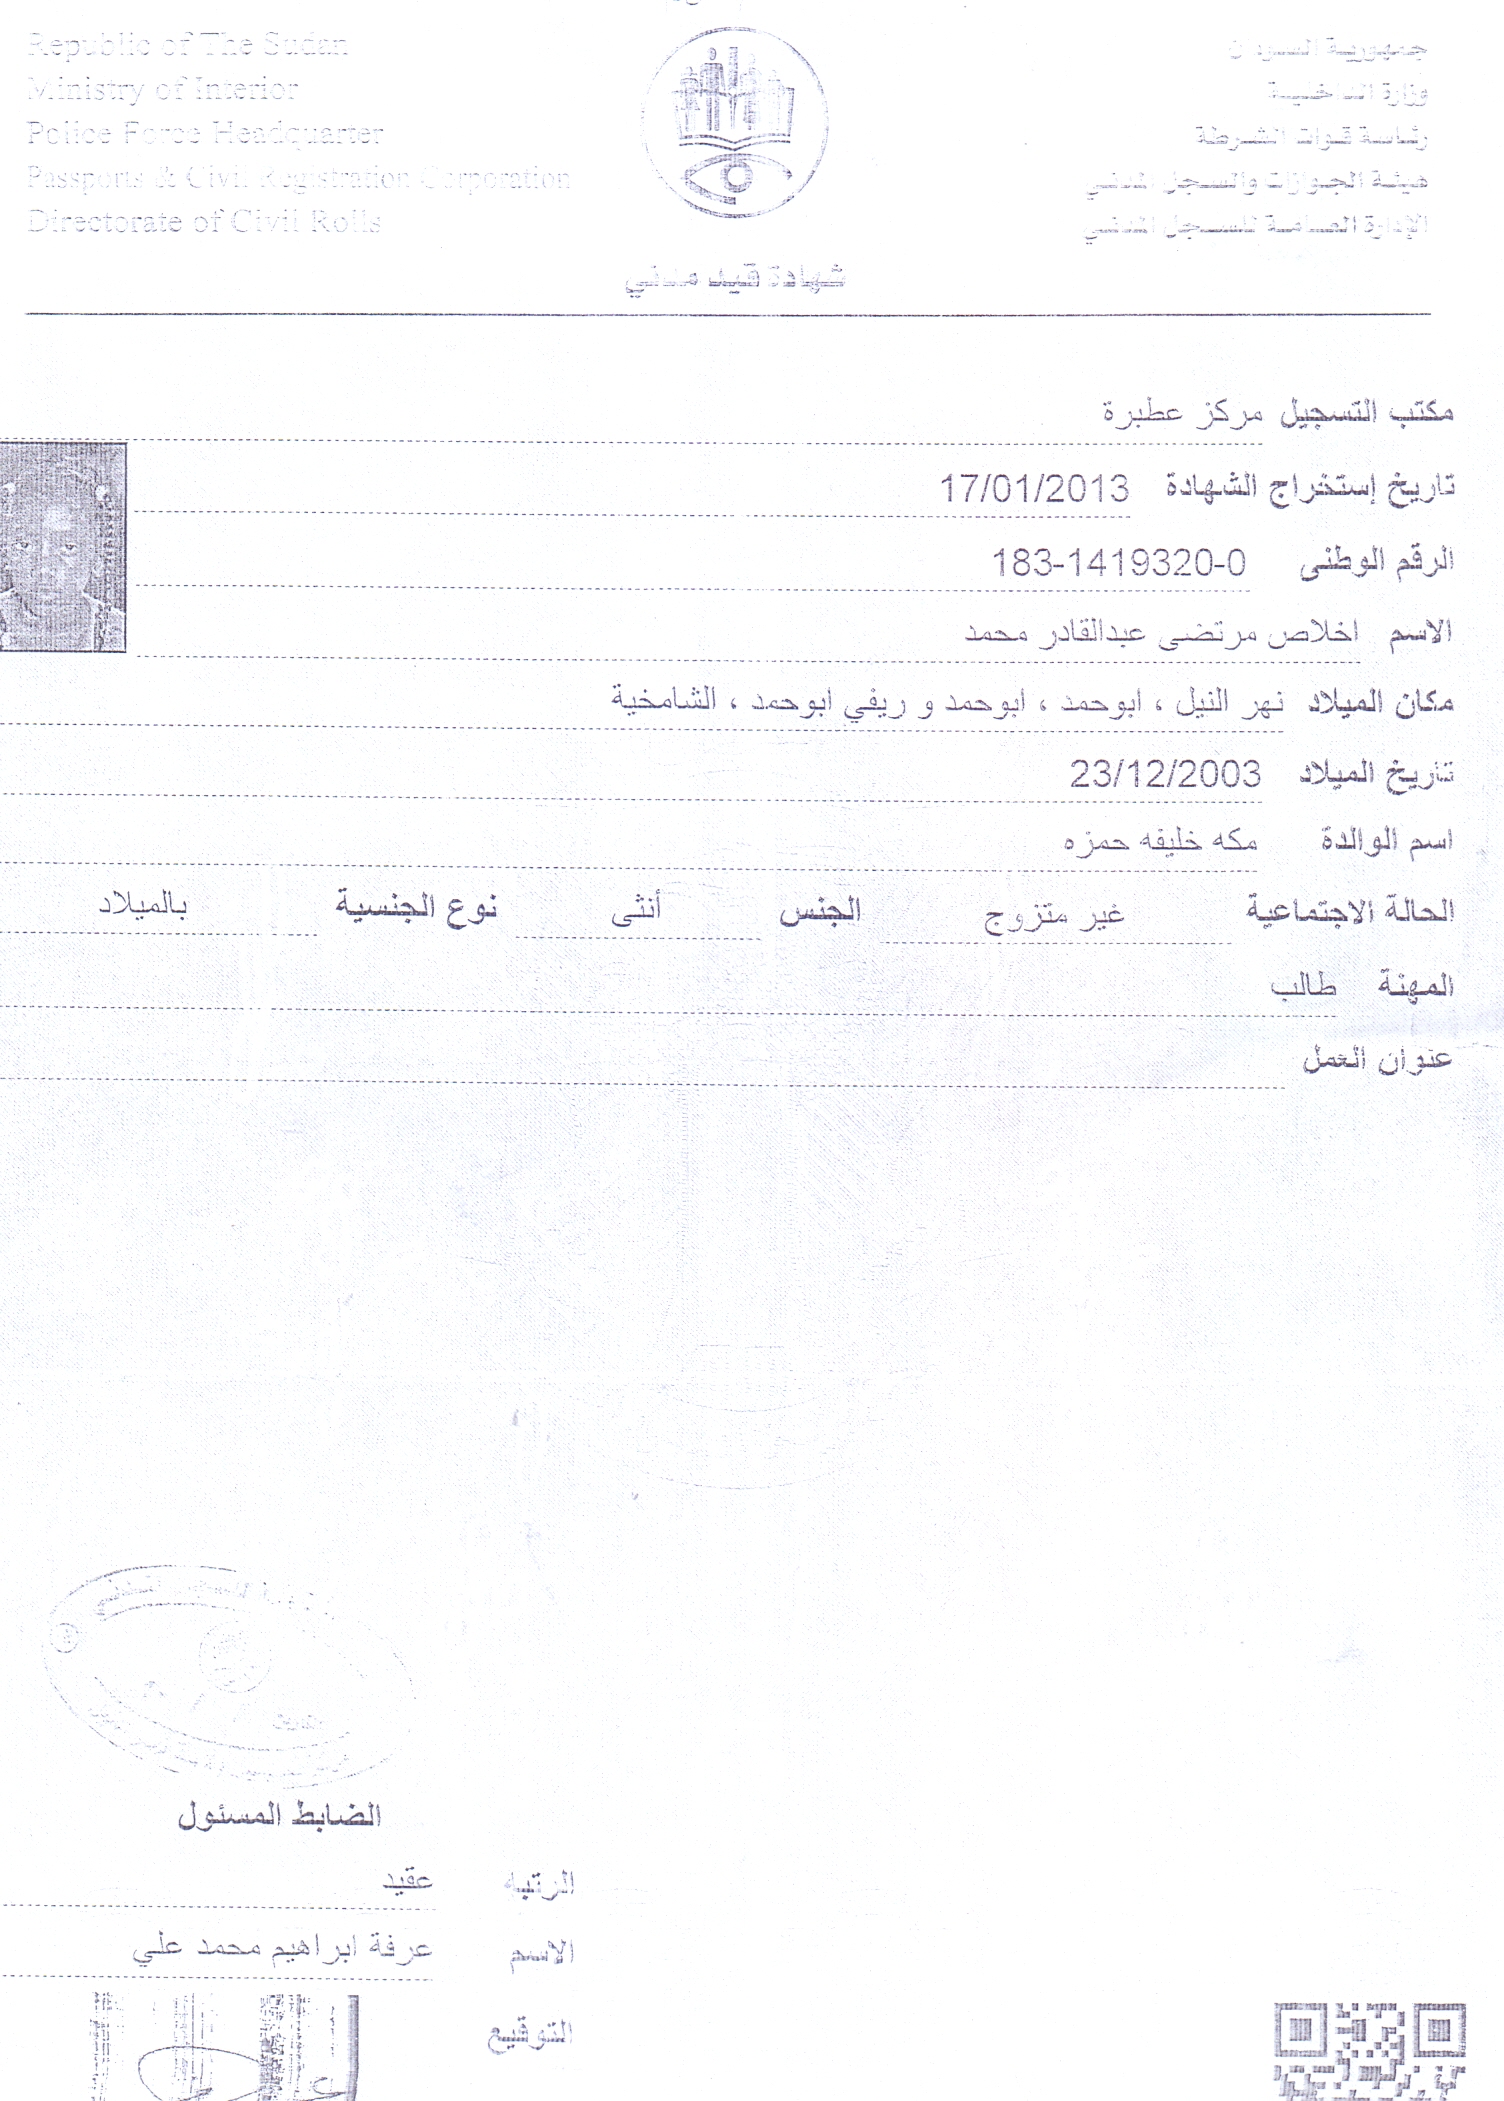 Republic of The Sudan
Ministry of Interior
Police Force Headquarter
Passports & Civil Registration Corporation
Directorate of Civil Rolls
جمهورية السودان
وزارة الداخلية
رئاسة قوات الشرطة
هيئة الجوازات والسجل المدني
الإدارة العامة للسجل المدني
شهادة قيد مدني
مكتب التسجيل مركز عطبرة
تاريخ إستخراج الشهادة 17/01/2013
الرقم الوطنى 183-1419320-0
الاسم اخلاص مرتضى عبدالقادر محمد
مكان الميلاد نهر النيل ، ابوحمد ، ابوحمد و ريفي ابوحمد ، الشامخية
تاريخ الميلاد 23/12/2003
اسم الوالدة مكه خليفه حمزه
الحالة الاجتماعية غير متزوج الجنس أنثى نوع الجنسية بالميلاد
المهنة طالب
عنوان العمل
الضابط المسئول
الرتبه عقيد
الاسم عرفة ابراهيم محمد علي
التوقيع